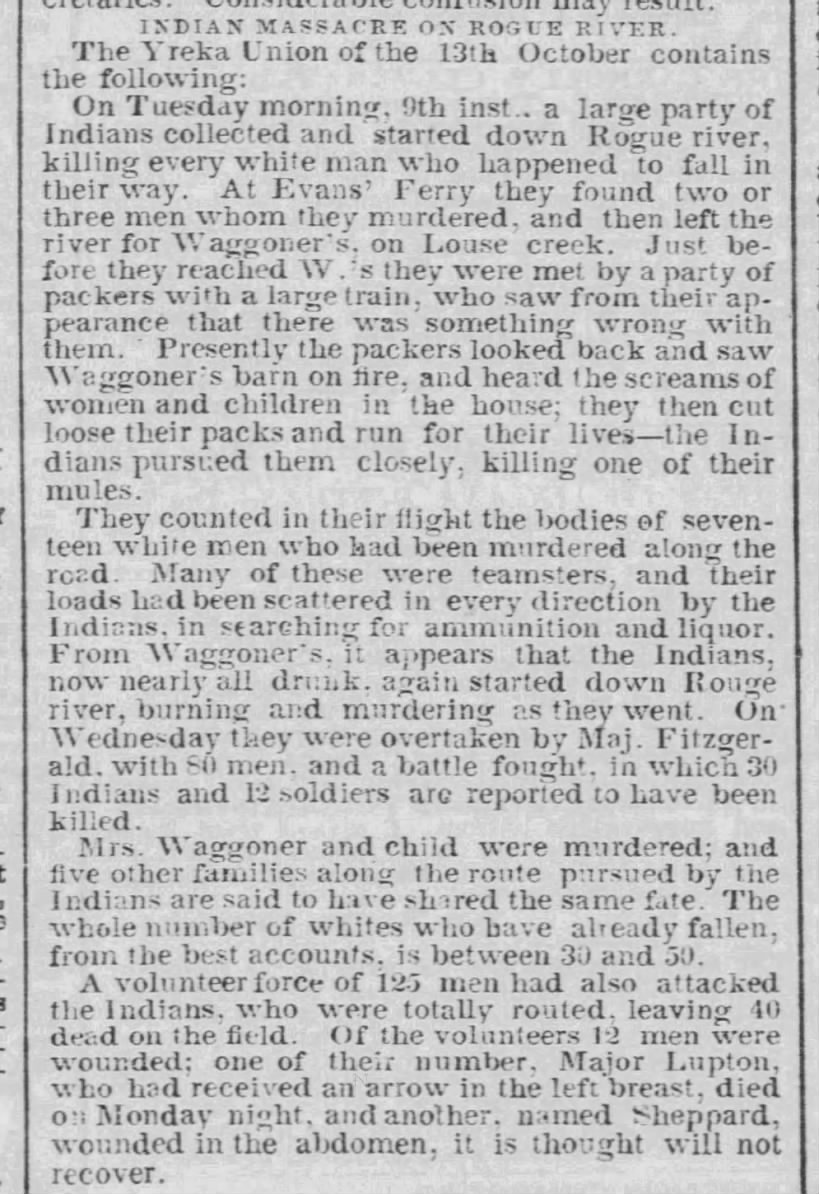 cretaries. Considerable confusion may result.
INDIAN MASSACRE ON ROGUE RIVER.
The Yreka Union of the 13th October contains
the following:
On Tuesday morning, 9th inst.. a large party of
Indians collected and started down Rogue river,
killing every white man who happened to fall in
their way. At Evans' Ferry they found two or
three men whom they murdered, and then left the
river for Waggoner's, on Louse creek. Just be-
fore they reached W.'s they were met by a party of
packers with a large train, who saw from their ap-
pearance that there was something wrong with
them. Presently the packers looked back and saw
Waggoner's barn on fire, and heard the screams of
women and children in the house; they then cut
loose their packs and run for their lives—the In-
dians pursued them closely, killing one of their
mules.
They counted in their flight the bodies of seven-
teen white men who had been murdered along the
road. Many of these were teamsters, and their
loads had been scattered in every direction by the
Indians, in searching for ammunition and liquor.
From Waggoner's, it appears that the Indians,
now nearly all drunk, again started down Rouge
river, burning and murdering as they went. On
Wednesday they were overtaken by Maj. Fitzger-
ald, with 80 men, and a battle fought, in which 30
Indians and 12 soldiers are reported to have been
killed.
Mrs. Waggoner and child were murdered; and
five other families along the route pursued by the
Indians are said to have shared the same fate. The
whole number of whites who have already fallen,
from the best accounts, is between 30 and 50.
A volunteer force of 125 men had also attacked
the Indians, who were totally routed, leaving 40
dead on the field. Of the volunteers 12 men were
wounded; one of their number, Major Lupton,
who had received an arrow in the left breast, died
on Monday night, and another, named Sheppard,
wounded in the abdomen, it is thought will not
recover.